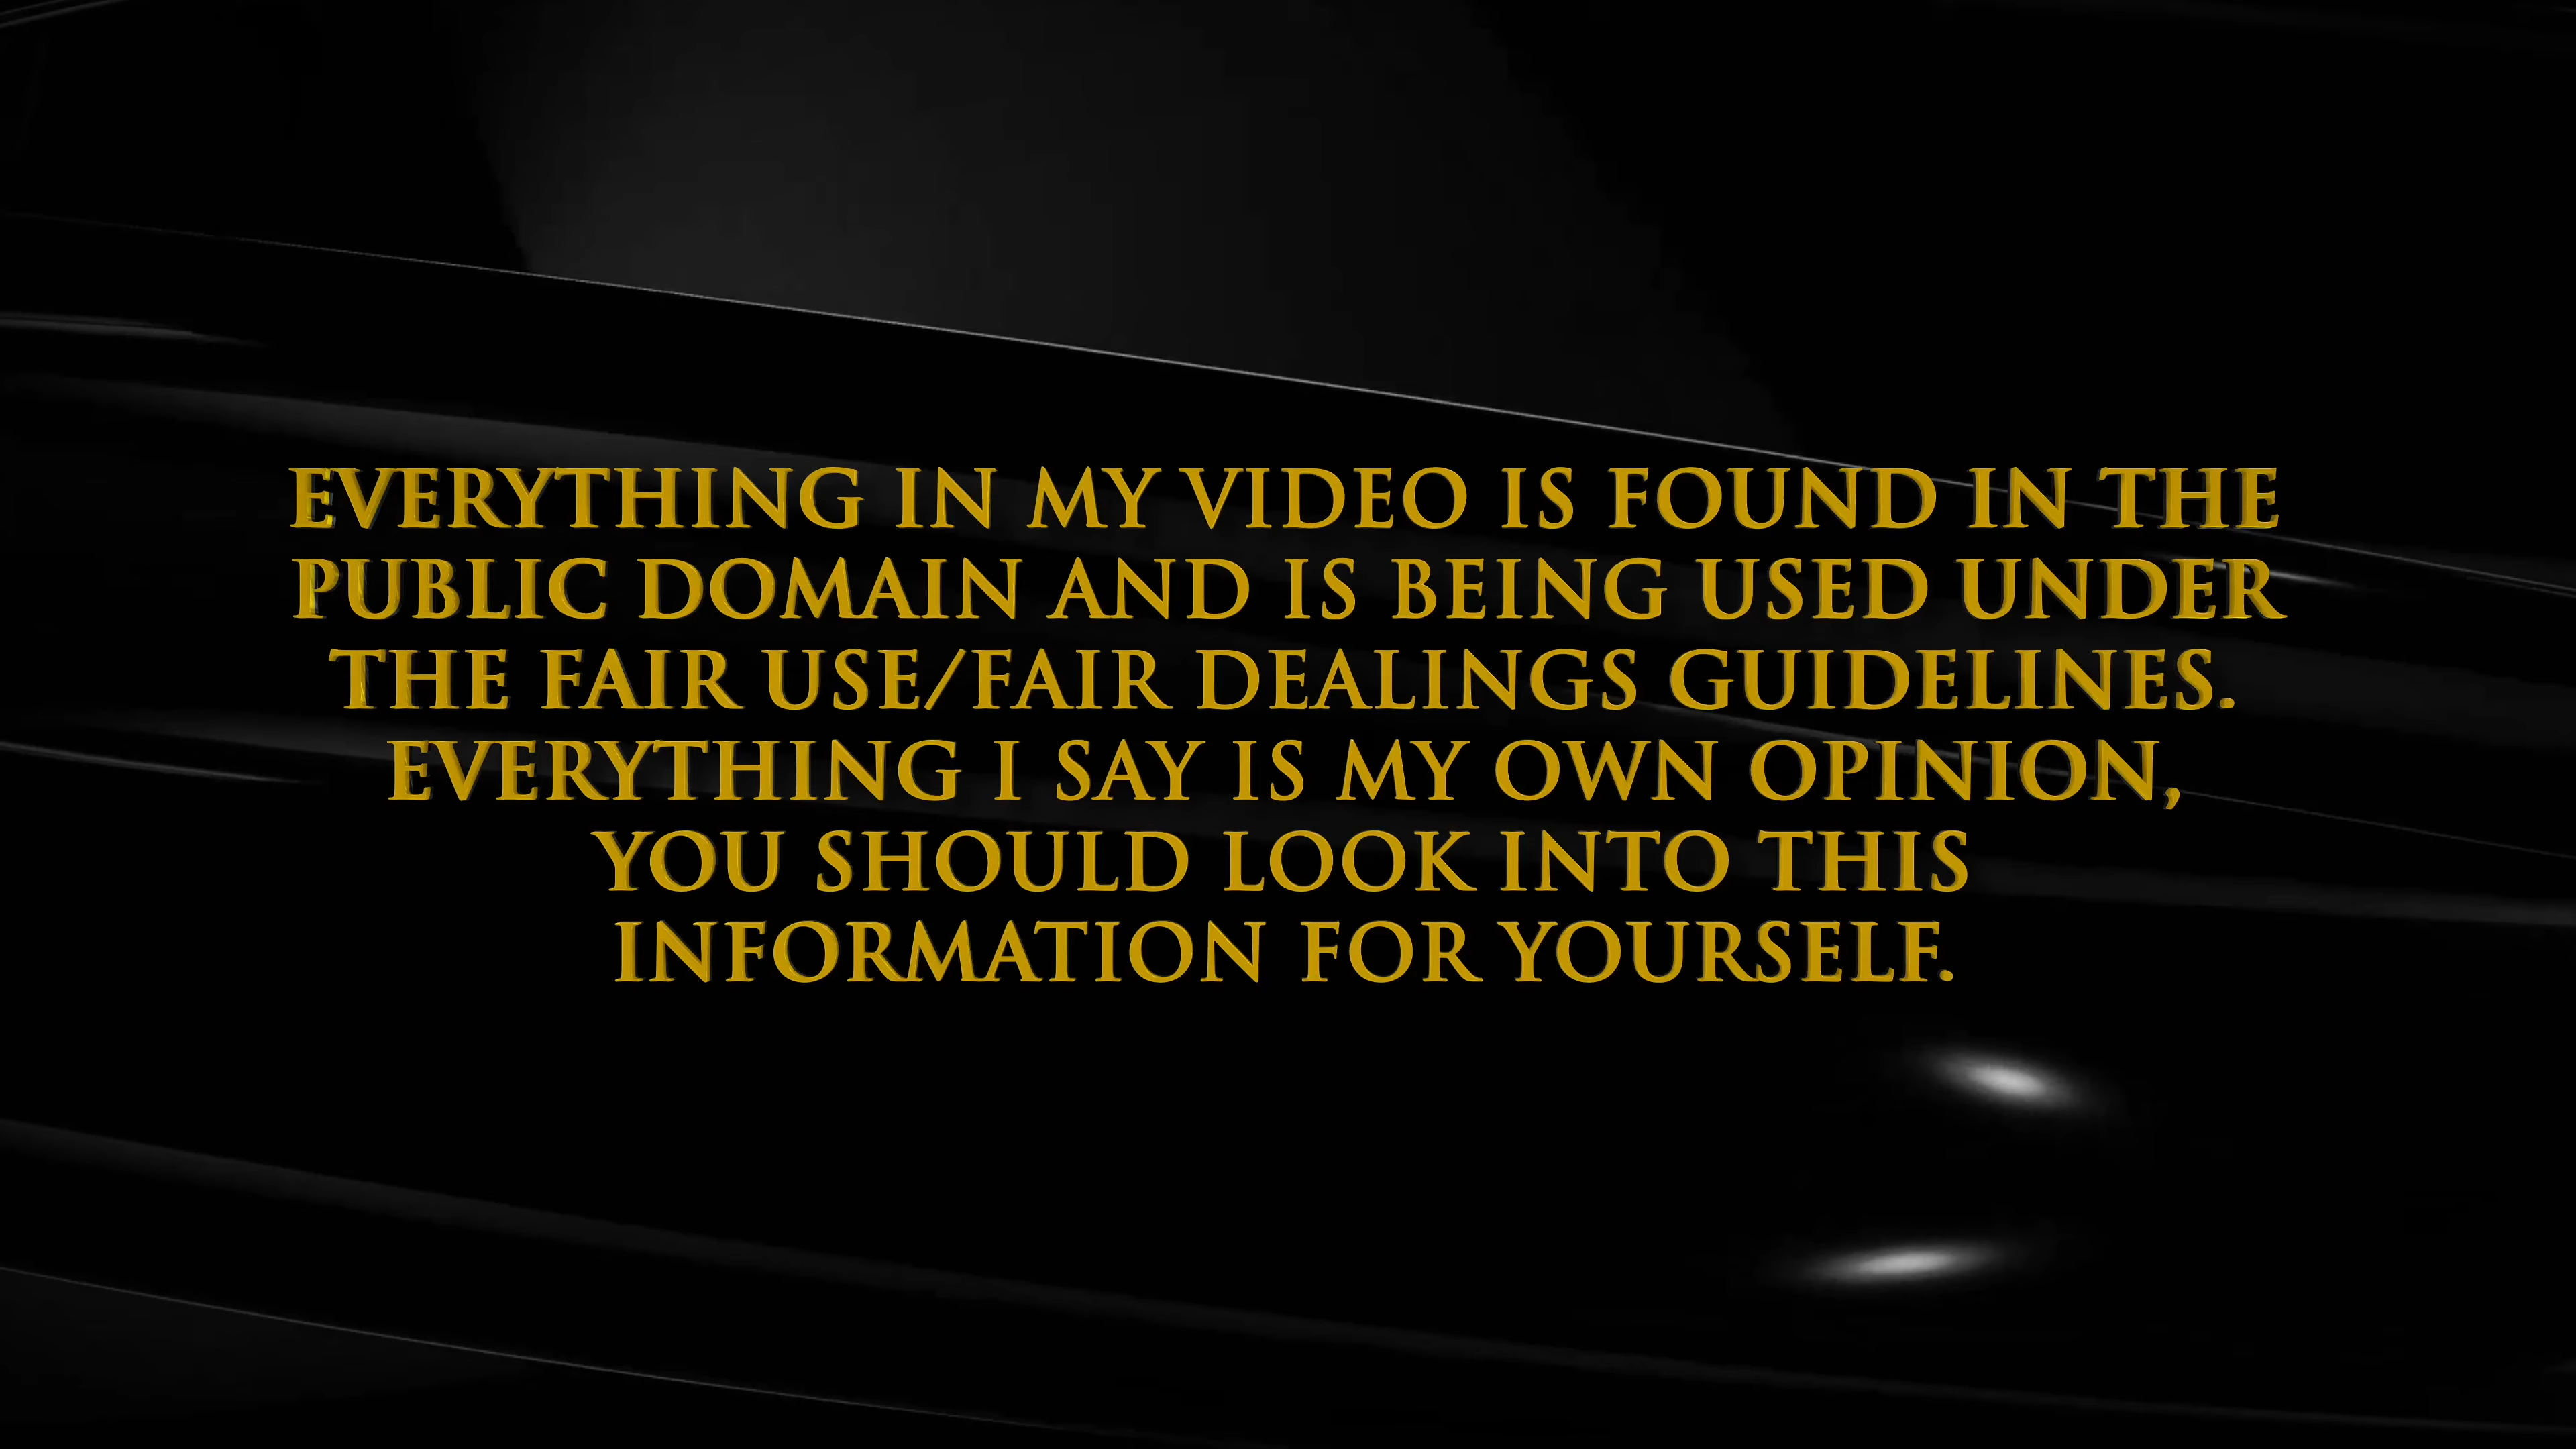 EVERYTHING IN MY VIDEO IS FOUND IN THE
PUBLIC DOMAIN AND IS BEING USED UNDER
THE FAIR USE/FAIR DEALINGS GUIDELINES.
EVERYTHING I SAY IS MY OWN OPINION,
YOU SHOULD LOOK INTO THIS
INFORMATION FOR YOURSELF.